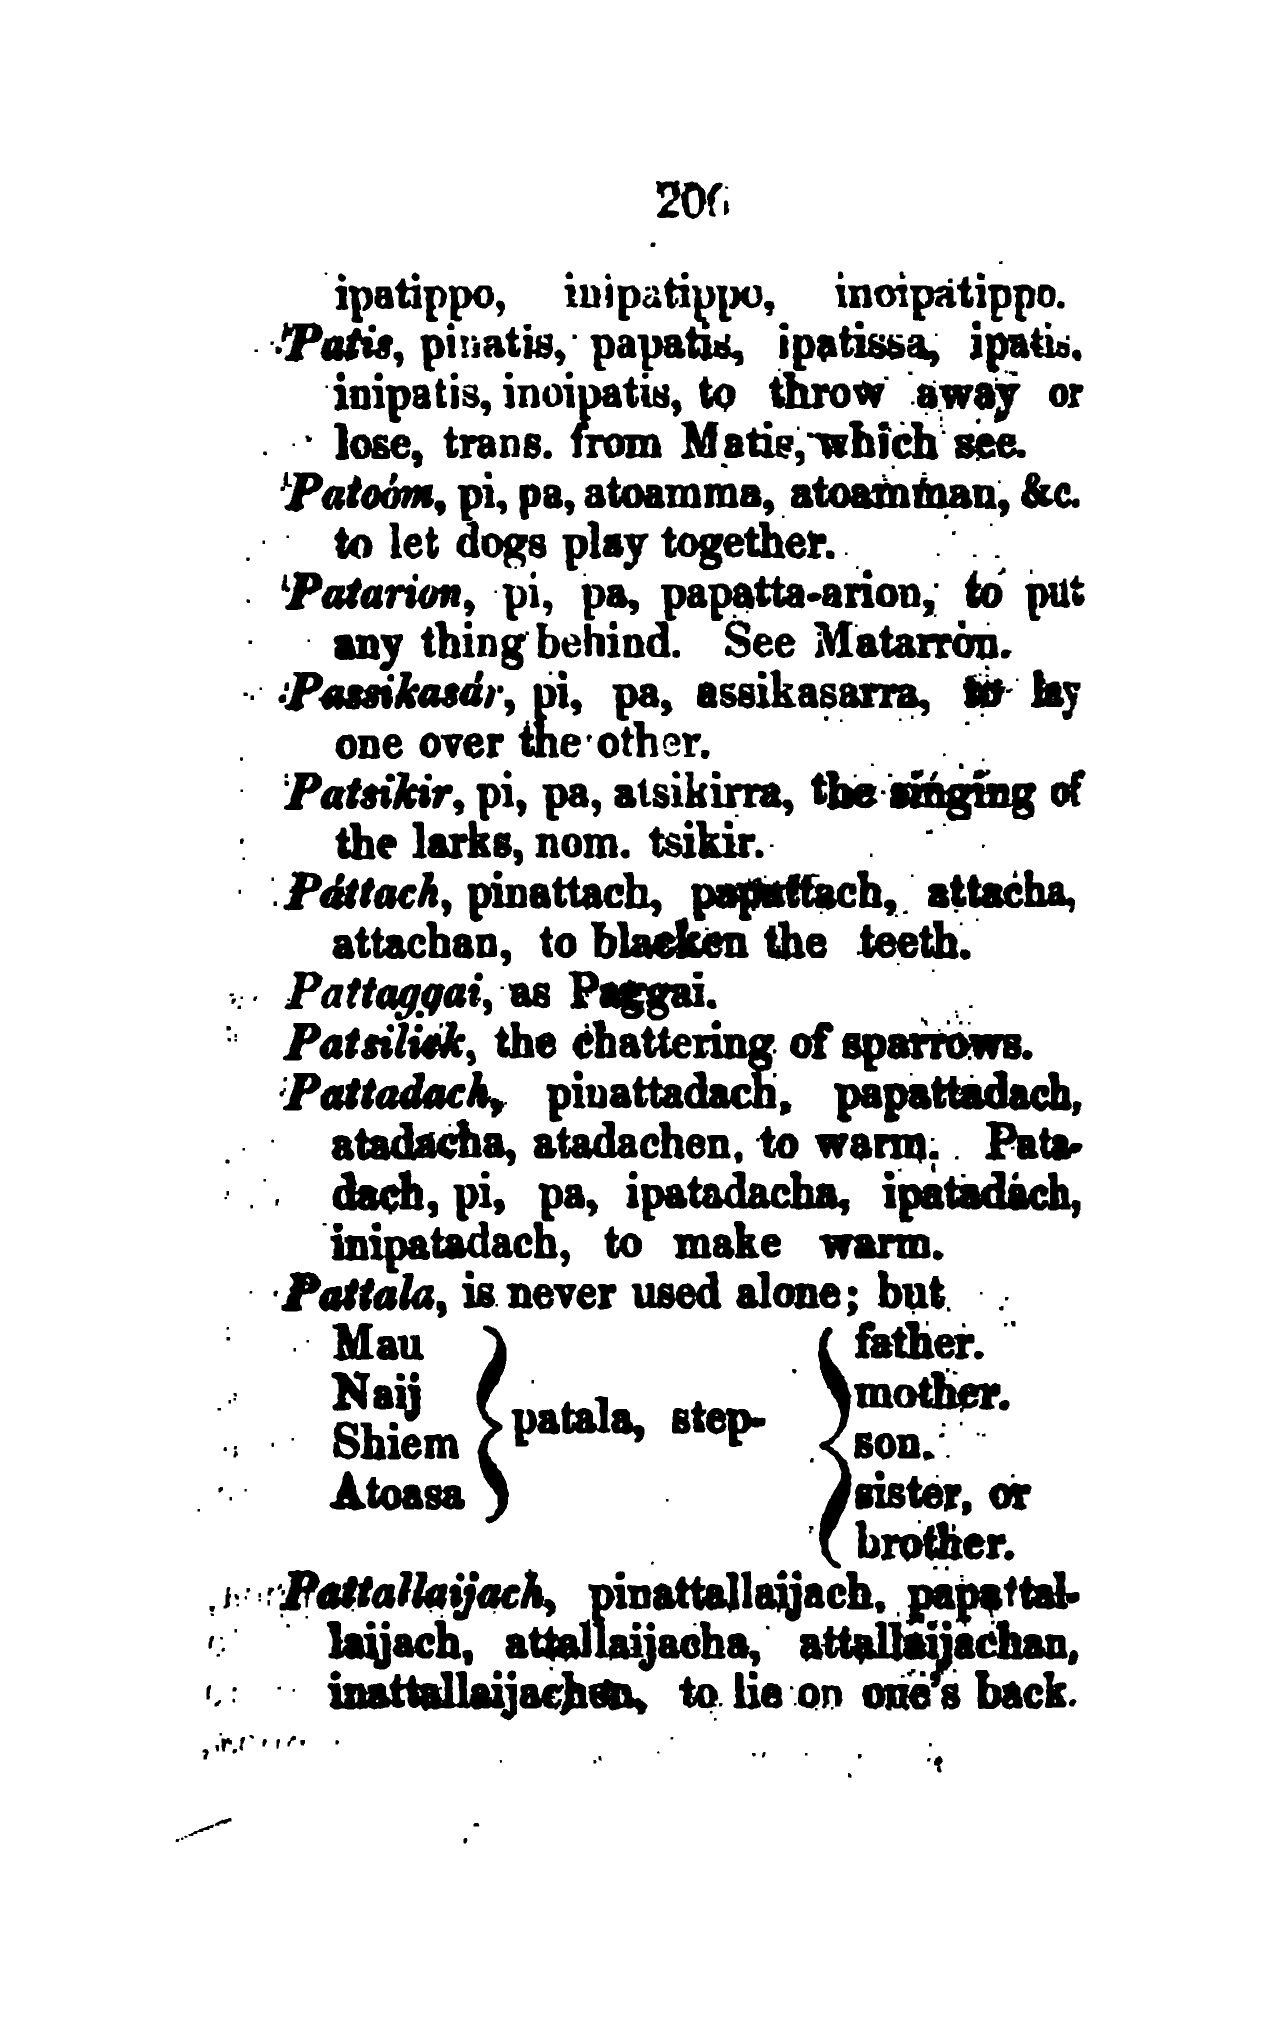 206
ipatippo, inipatippo, inoipatippo.
Patis, pinatis, papatis, ipatissa, ipatis.
inipatis, inoipatis, to throw away or
lose, trans. from Matis, which see.
Patoóm, pi, pa, atoamma, atoamman, &c.
to let dogs play together.
Patarion, pi, pa, papatta-arion, to put
any thing behind. See Matarron.
Passikasár, pi, pa, assikasarra, to lay
one over the other.
Patsikir, pi, pa, atsikirra, the singing of
the larks, nom. tsikir.
Páttach, pinattach, papattach, attacha,
attachan, to blacken the teeth.
Pattaggai, as Paggai.
Patsiliek, the chattering of sparrows.
Pattadach, pinattadach, papattadach,
atadacha, atadachen, to warm. Pata-
dach, pi, pa, ipatadacha, ipatadach,
inipatadach, to make warm.
Pattala, is never used alone; but
Mau father.
Naij mother.
patala, step-
Shiem son.
Atoasa sister, or
brother.
Pattallaijach, pinattallaijach, papattal-
laijach, attallaijacha, attallaijachan,
inattallaijachen, to lie on one's back.